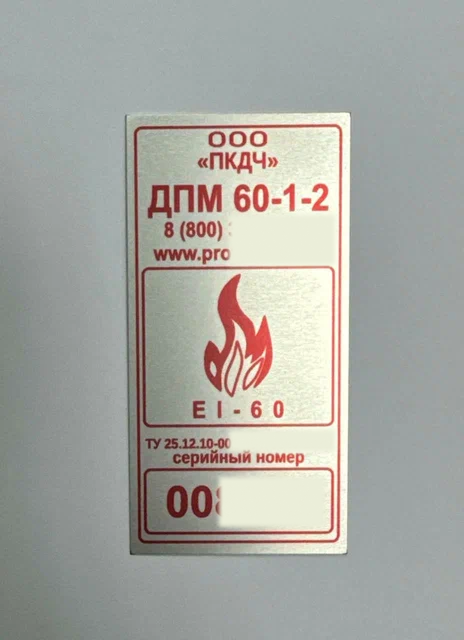 ООО
«ПКДЧ»
ДПМ 60-1-2
8 (800)
www.pro
EI-60
ТУ 25.12.10-00
серийный номер
008